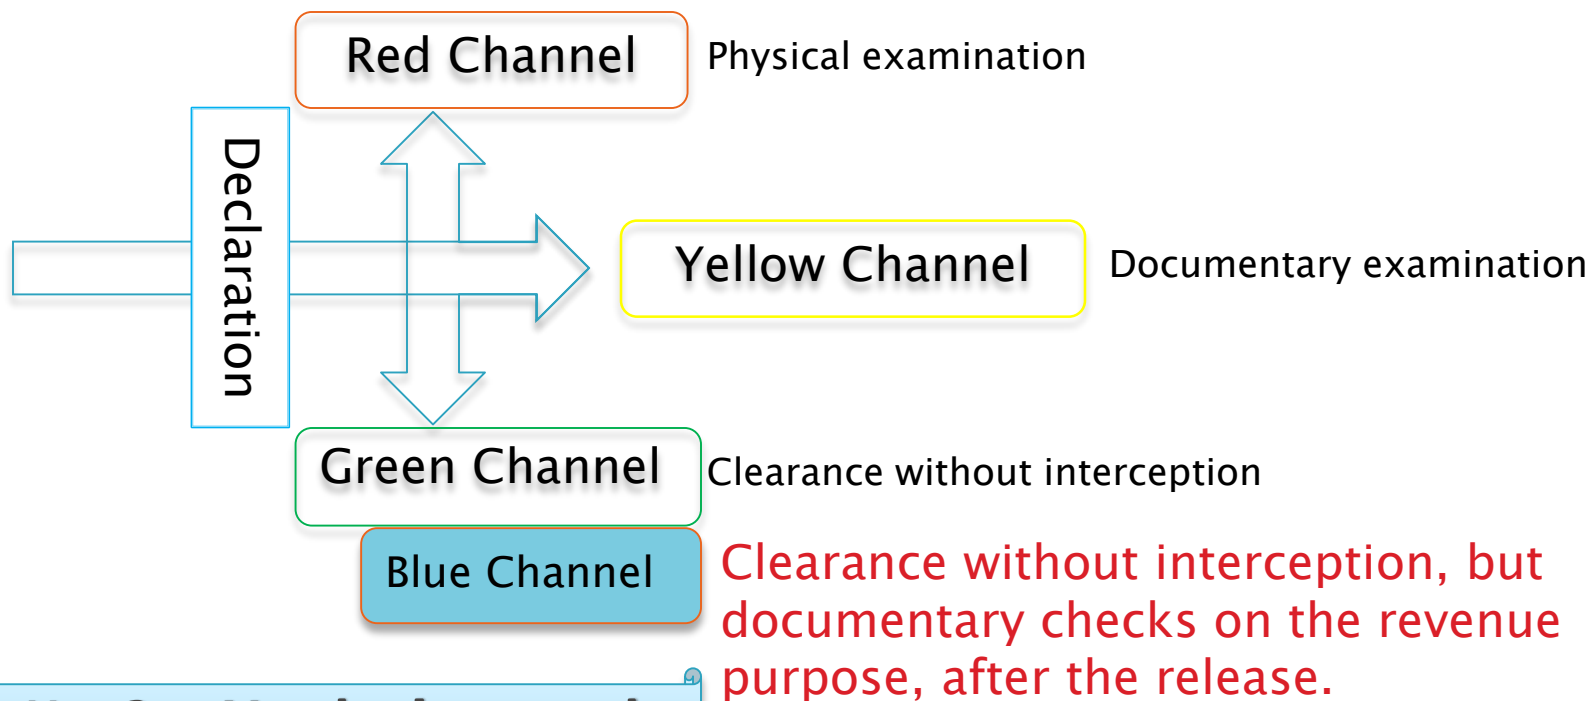 Red Channel
Physical examination
Declaration
Yellow Channel
Documentary examination
Green Channel
Clearance without interception
Blue Channel
Clearance without interception, but
documentary checks on the revenue
purpose, after the release.